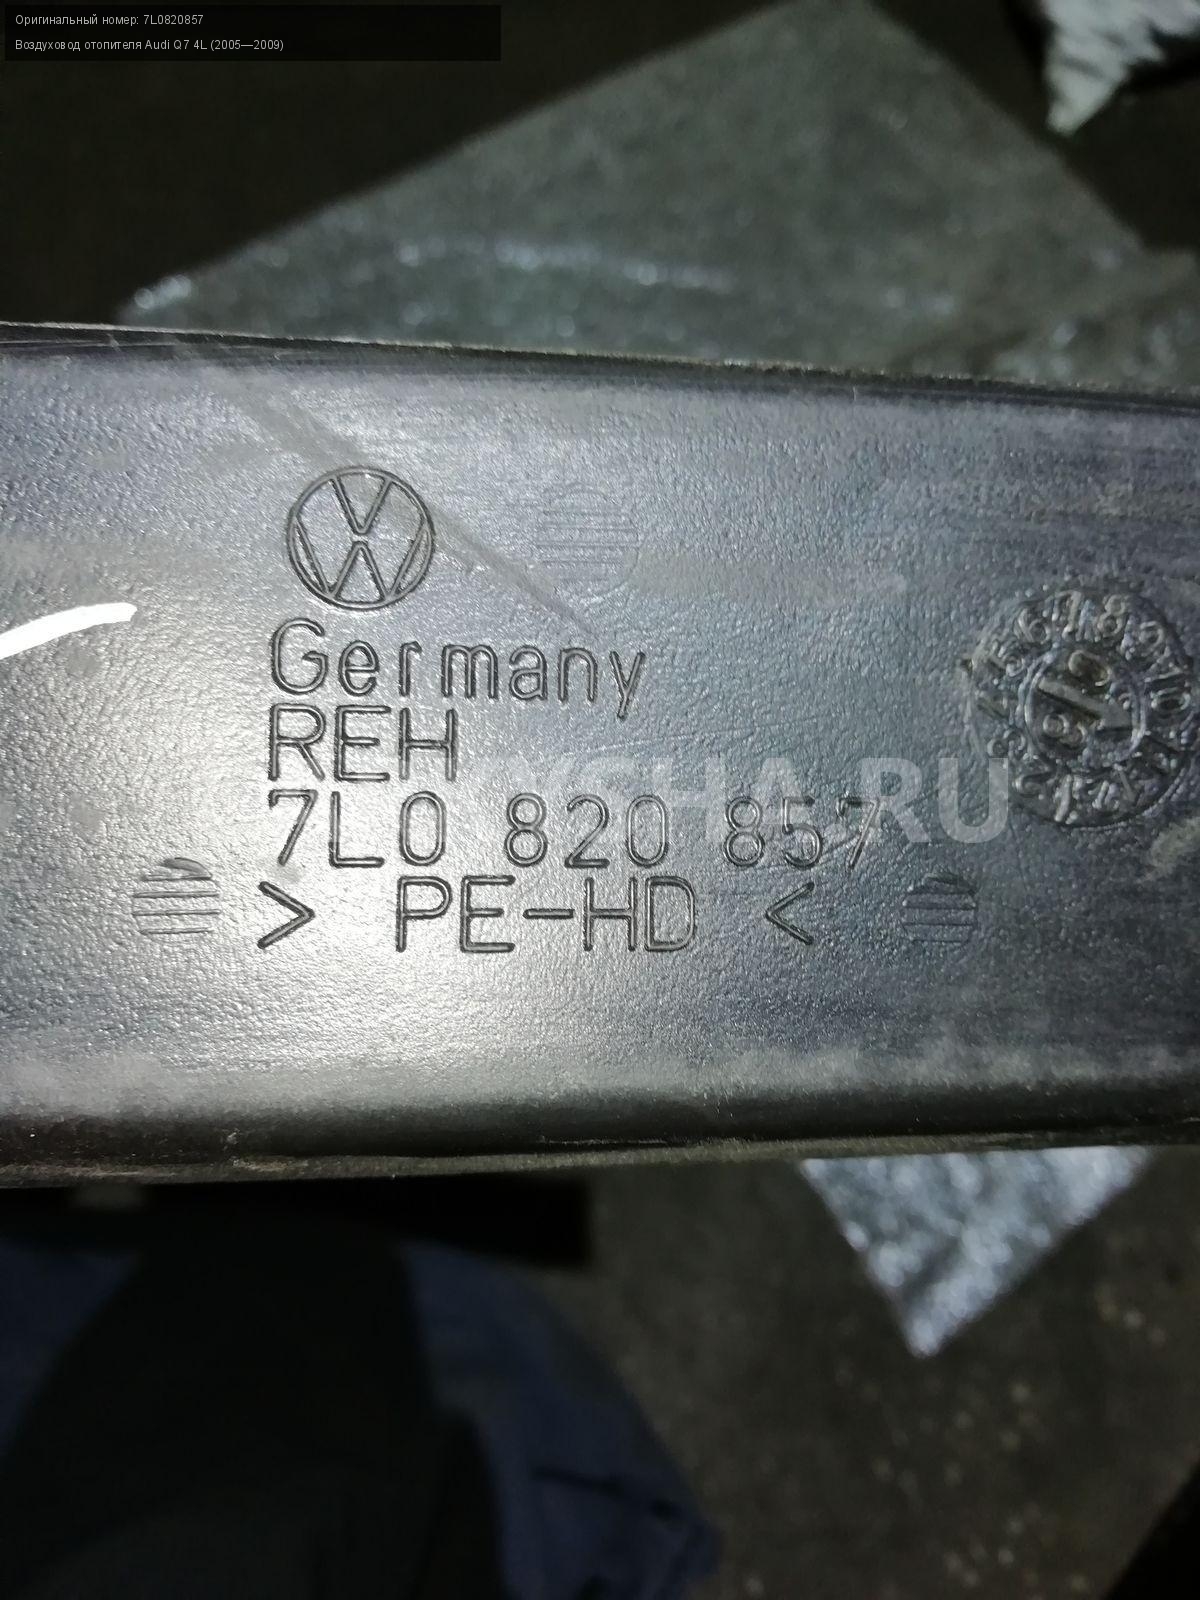 Оригинальный номер: 7L0820857
Воздуховод отопителя Audi Q7 4L (2005—2009)
Germany
REH
7L0 820 857
> PE-HD <